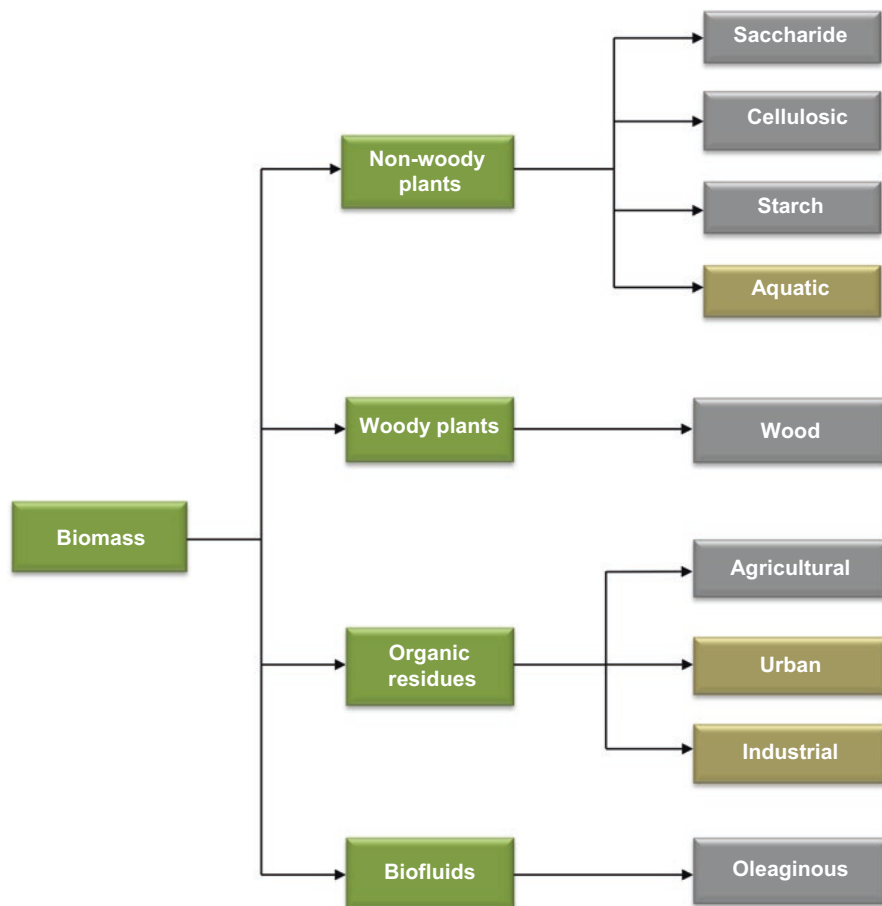 Saccharide
Cellulosic
Non-woody
plants
Starch
Aquatic
Woody plants
Wood
Biomass
Agricultural
Organic
residues
Urban
Industrial
Biofluids
Oleaginous